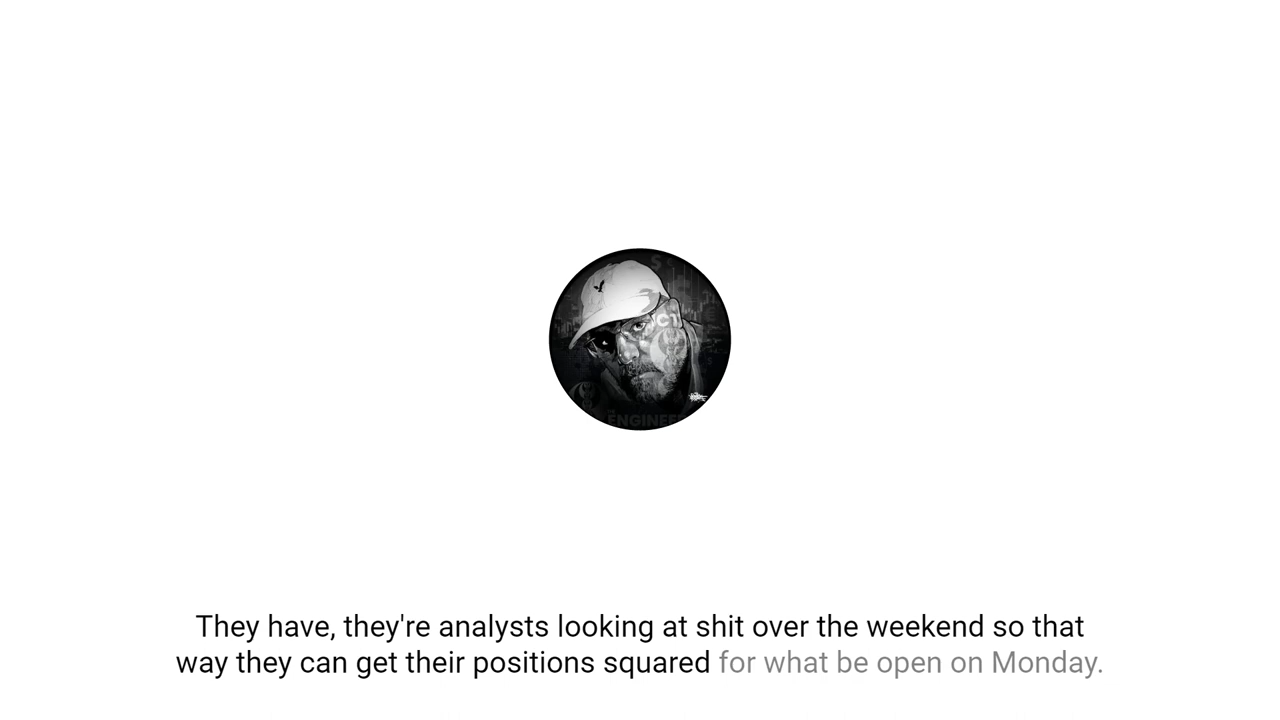 They have, they're analysts looking at shit over the weekend so that
way they can get their positions squared for what be open on Monday.